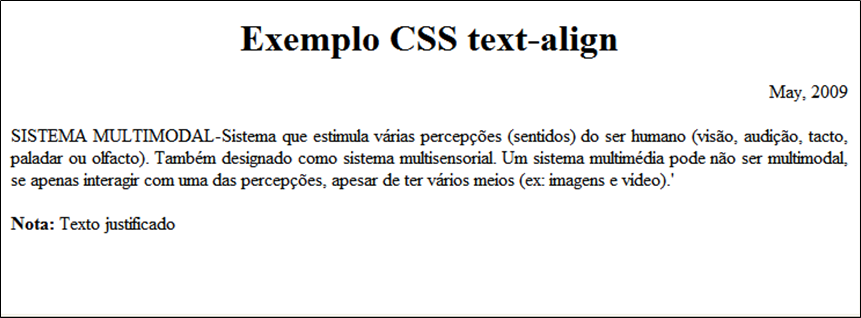 Exemplo CSS text-align
May, 2009
SISTEMA MULTIMODAL-Sistema que estimula várias percepções (sentidos) do ser humano (visão, audição, tacto,
paladar ou olfacto). Também designado como sistema multisensorial. Um sistema multimédia pode não ser multimodal,
se apenas interagir com uma das percepções, apesar de ter vários meios (ex: imagens e vídeo).'
Nota: Texto justificado